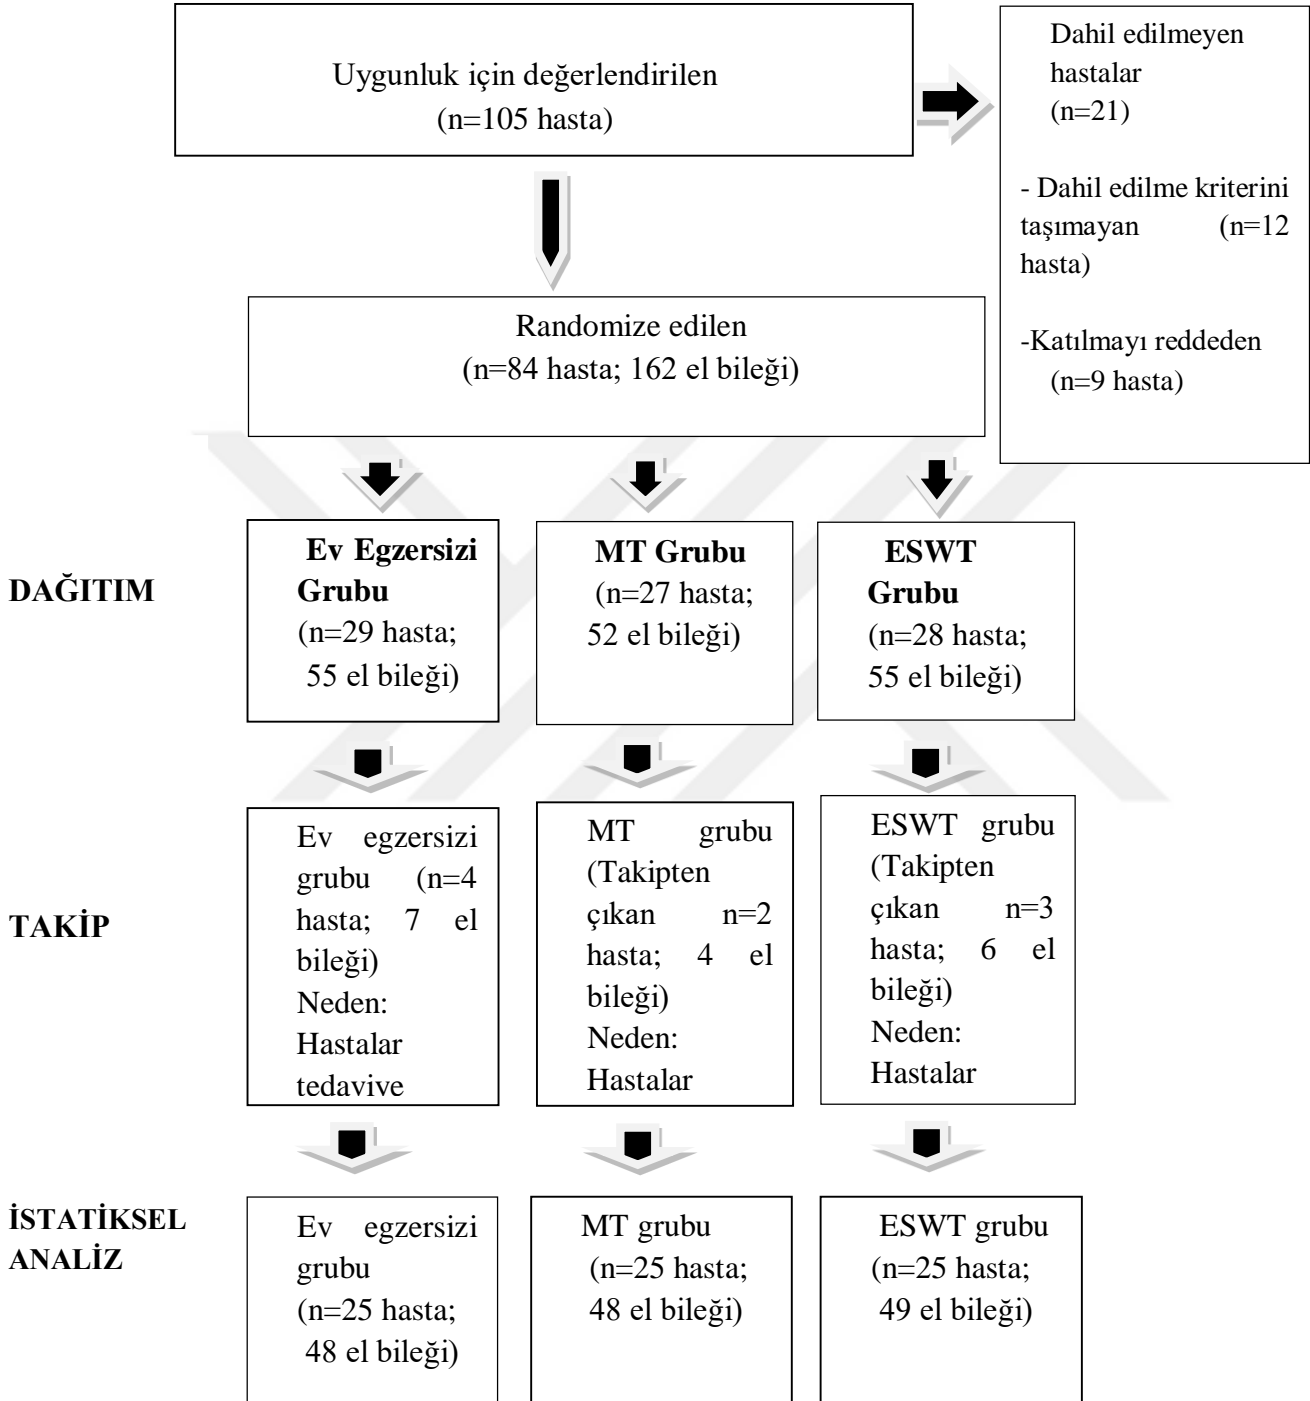 Uygunluk için değerlendirilen
(n=105 hasta)
Dahil edilmeyen
hastalar
(n=21)
- Dahil edilme kriterini
taşımayan (n=12
hasta)
-Katılmayı reddeden
(n=9 hasta)
Randomize edilen
(n=84 hasta; 162 el bileği)
DAĞITIM
Ev Egzersizi
Grubu
(n=29 hasta;
55 el bileği)
MT Grubu
(n=27 hasta;
52 el bileği)
ESWT
Grubu
(n=28 hasta;
55 el bileği)
TAKİP
Ev egzersizi
grubu (n=4
hasta; 7 el
bileği)
Neden:
Hastalar
tedavive
MT grubu
(Takipten
çıkan n=2
hasta; 4 el
bileği)
Neden:
Hastalar
ESWT grubu
(Takipten
çıkan n=3
hasta; 6 el
bileği)
Neden:
Hastalar
İSTATİKSEL
ANALİZ
Ev egzersizi
grubu
(n=25 hasta;
48 el bileği)
MT grubu
(n=25 hasta;
48 el bileği)
ESWT grubu
(n=25 hasta;
49 el bileği)